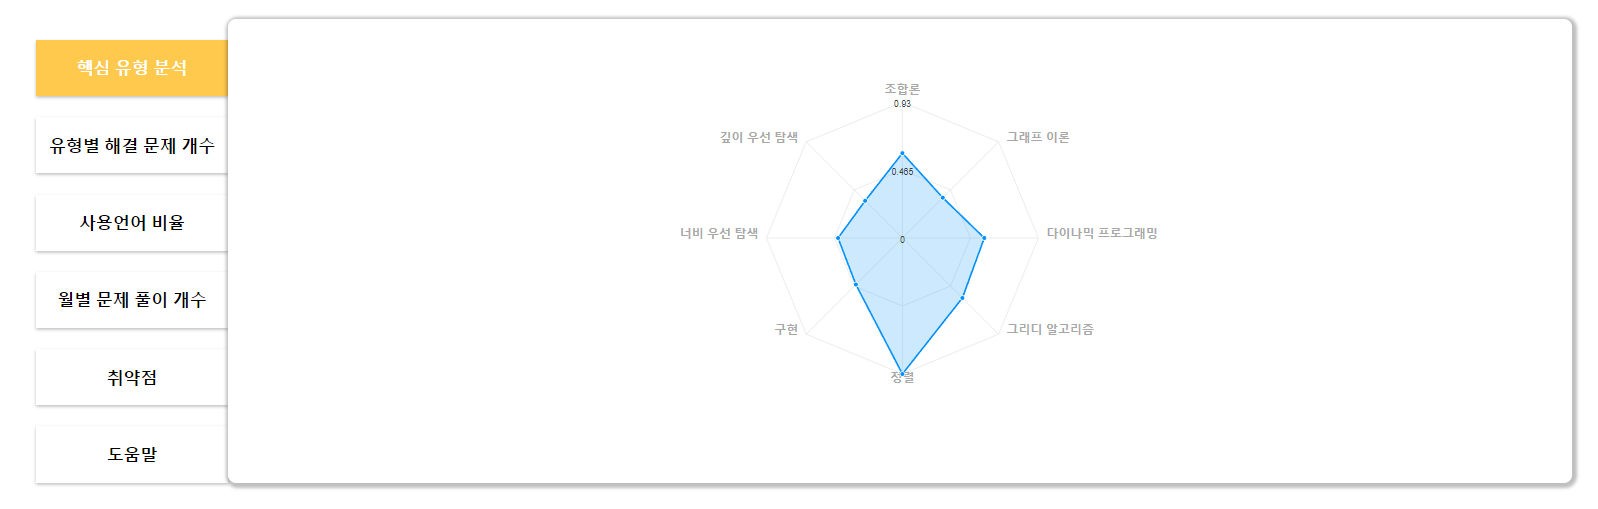 핵심 유형 분석
유형별 해결 문제 개수
사용언어 비율
월별 문제 풀이 개수
취약점
도움말
조합론
0.93
깊이 우선 탐색
그래프 이론
0.465
너비 우선 탐색
다이나믹 프로그래밍
0
구현
그리디 알고리즘
정렬